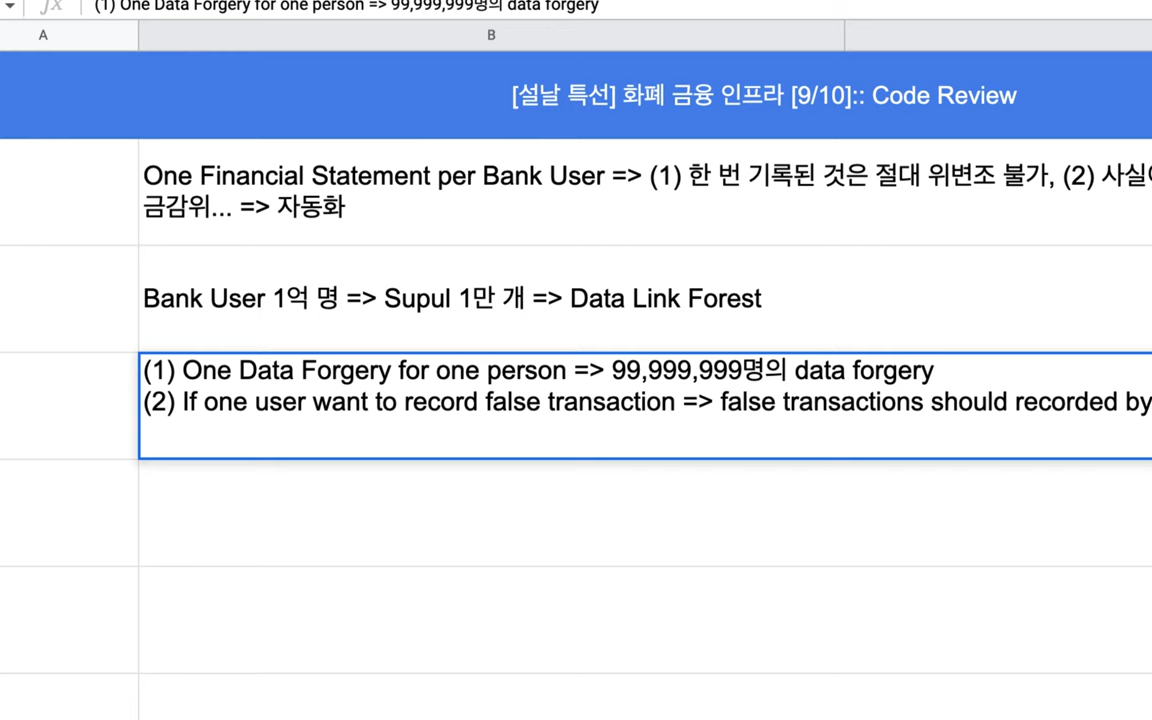 (1) One Data Forgery for one person => 99,999,999명의 data forgery
A
B
[설날 특선] 화폐 금융 인프라 [9/10]:: Code Review
One Financial Statement per Bank User => (1) 한 번 기록된 것은 절대 위변조 불가, (2) 사실
금감위... => 자동화
Bank User 1억 명 => Supul 1만 개 => Data Link Forest
(1) One Data Forgery for one person => 99,999,999명의 data forgery
(2) If one user want to record false transaction => false transactions should recorded by